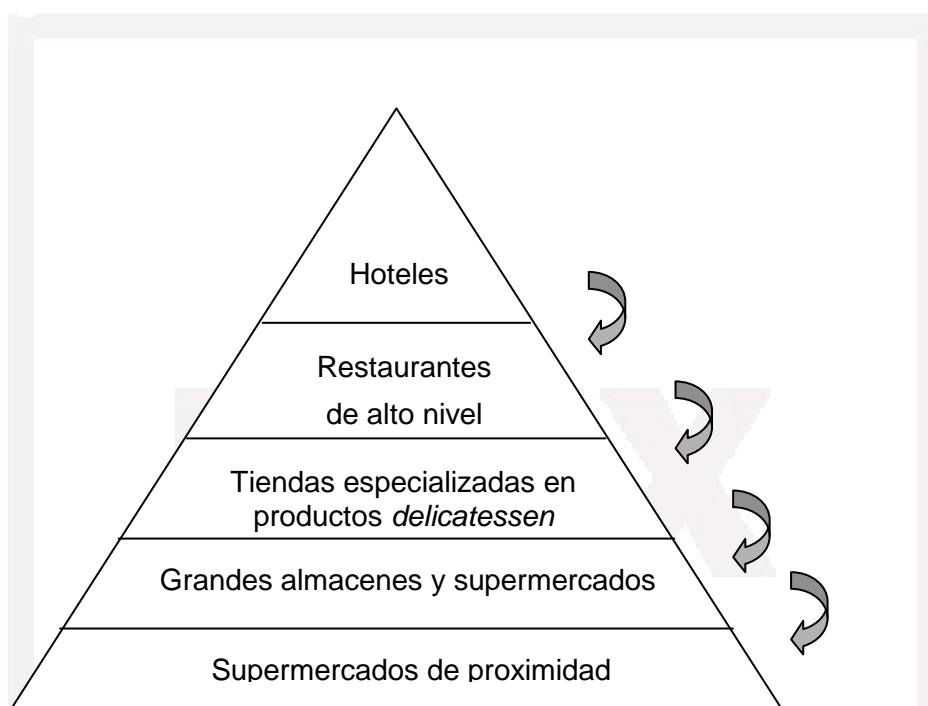 Hoteles
Restaurantes
de alto nivel
Tiendas especializadas en
productos delicatessen
Grandes almacenes y supermercados
Supermercados de proximidad